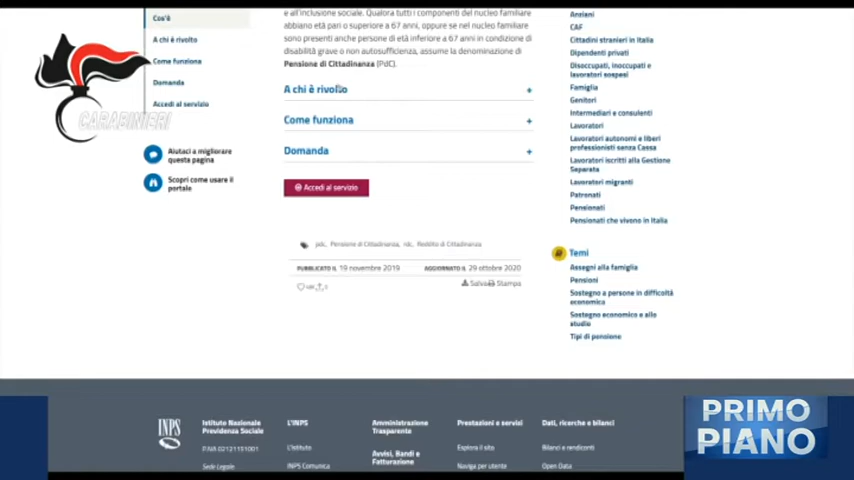 Cos'è
A chi è rivolto
Come funziona
Domanda
Accedi al servizio
CARABINIERI
Aiutaci a migliorare
questa pagina
Scopri come usare il
portale
e all'inclusione sociale. Qualora tutti i componenti del nucleo familiare
abbiano età pari o superiore a 67 anni, oppure se nel nucleo familiare
sono presenti anche persone di età inferiore a 67 anni in condizione di
disabilità grave o non autosufficienza, assume la denominazione di
Pensione di Cittadinanza (PdC).
A chi è rivolto +
Come funziona +
Domanda +
Accedi al servizio
pdc, Pensione di Cittadinanza, rdc, Reddito di Cittadinanza
PUBBLICATO IL 19 novembre 2019 AGGIORNATO IL 29 ottobre 2020
Salva Stampa
Anziani
CAF
Cittadini stranieri in Italia
Dipendenti privati
Disoccupati, inoccupati e
lavoratori sospesi
Famiglia
Genitori
Intermediari e consulenti
Lavoratori
Lavoratori autonomi e liberi
professionisti senza Cassa
Lavoratori iscritti alla Gestione
Separata
Lavoratori migranti
Patronati
Pensionati
Pensionati che vivono in Italia
Temi
Assegni alla famiglia
Pensioni
Sostegno a persone in difficoltà
economica
Sostegno economico e allo
studio
Tipi di pensione
INPS
Istituto Nazionale
Previdenza Sociale
P.IVA 02121151001
Sede Legale
L'INPS
L'Istituto
INPS Comunica
Amministrazione
Trasparente
Avvisi, Bandi e
Fatturazione
Prestazioni e servizi
Esplora il sito
Naviga per utente
Dati, ricerche e bilanci
Bilanci e rendiconti
Open Data
PRIMO
PIANO